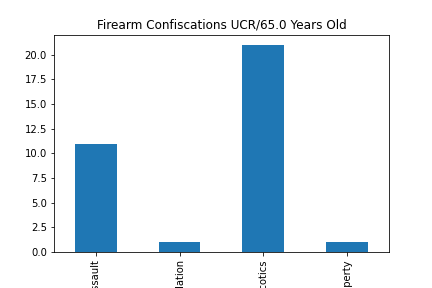 Firearm Confiscations UCR/65.0 Years Old
20.0
17.5
15.0
12.5
10.0
7.5
5.0
2.5
0.0
ssault
lation
cotics
perty